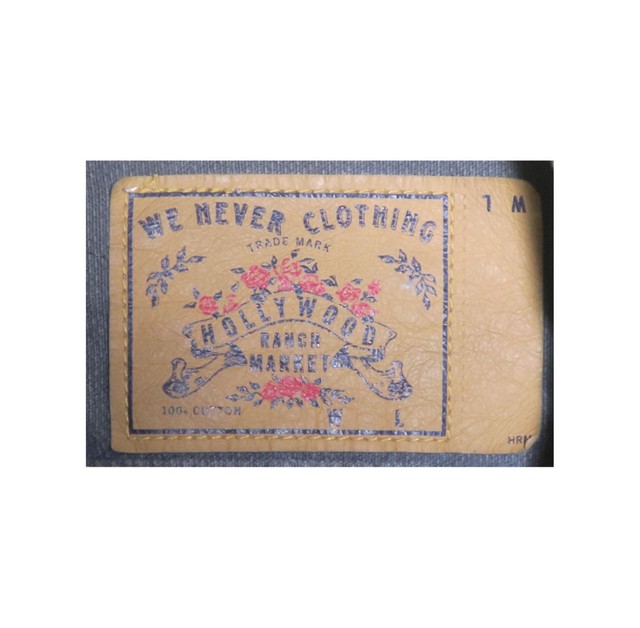 WE NEVER CLOTHING
TRADE MARK
HOLLYWOOD
RANCH
MARKET
100% COTTON
W L
1 M